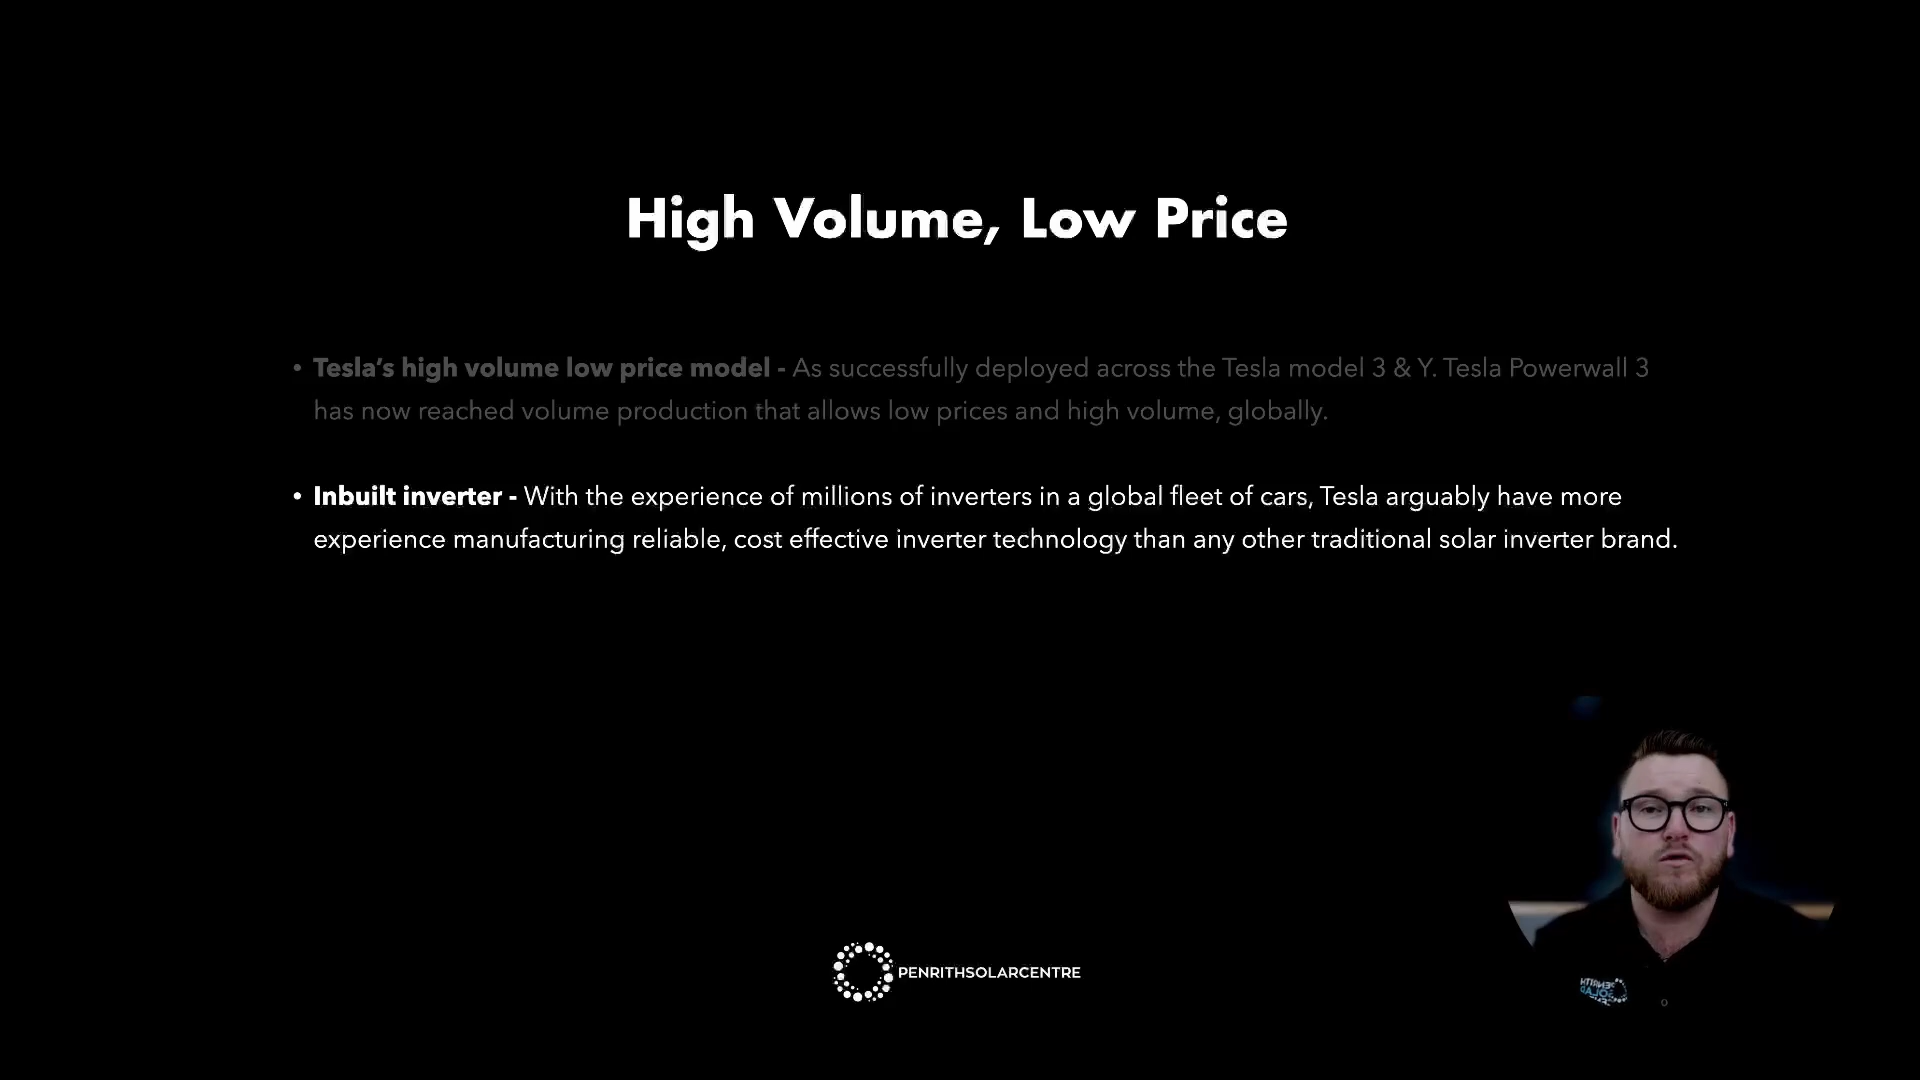 High Volume, Low Price
• Tesla's high volume low price model - As successfully deployed across the Tesla model 3 & Y. Tesla Powerwall 3
has now reached volume production that allows low prices and high volume, globally.
• Inbuilt inverter - With the experience of millions of inverters in a global fleet of cars, Tesla arguably have more
experience manufacturing reliable, cost effective inverter technology than any other traditional solar inverter brand.
PENRITHSOLARCENTRE
PENRITH
SOLAR